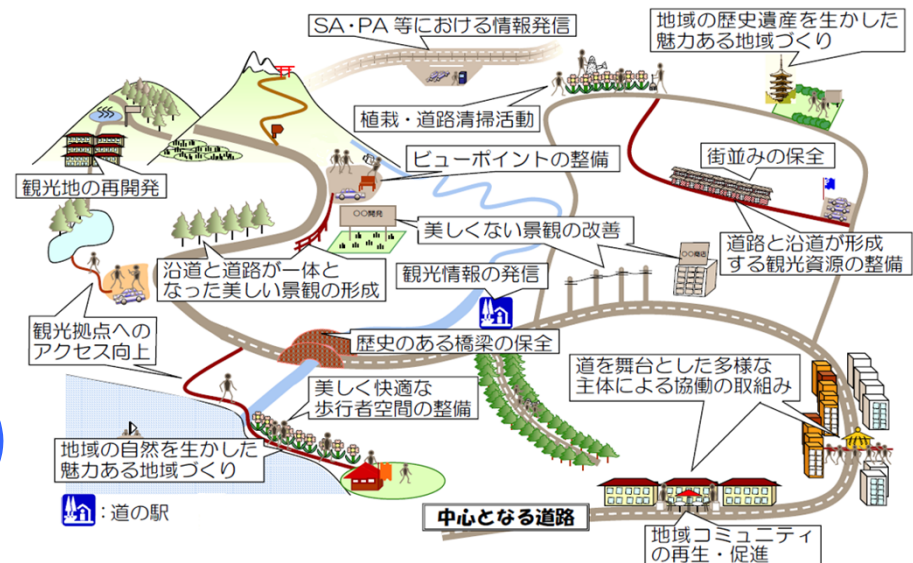 SA・PA 等における情報発信
地域の歴史遺産を生かした
魅力ある地域づくり
植栽・道路清掃活動
ビューポイントの整備
街並みの保全
観光地の再開発
〇〇開発
美しくない景観の改善
〇〇商店
道路と沿道が形成
する観光資源の整備
沿道と道路が一体と
なった美しい景観の形成
観光情報の発信
観光拠点への
アクセス向上
歴史のある橋梁の保全
道を舞台とした多様な
主体による協働の取組み
美しく快適な
歩行者空間の整備
地域の自然を生かした
魅力ある地域づくり
:道の駅
中心となる道路
地域コミュニティ
の再生・促進